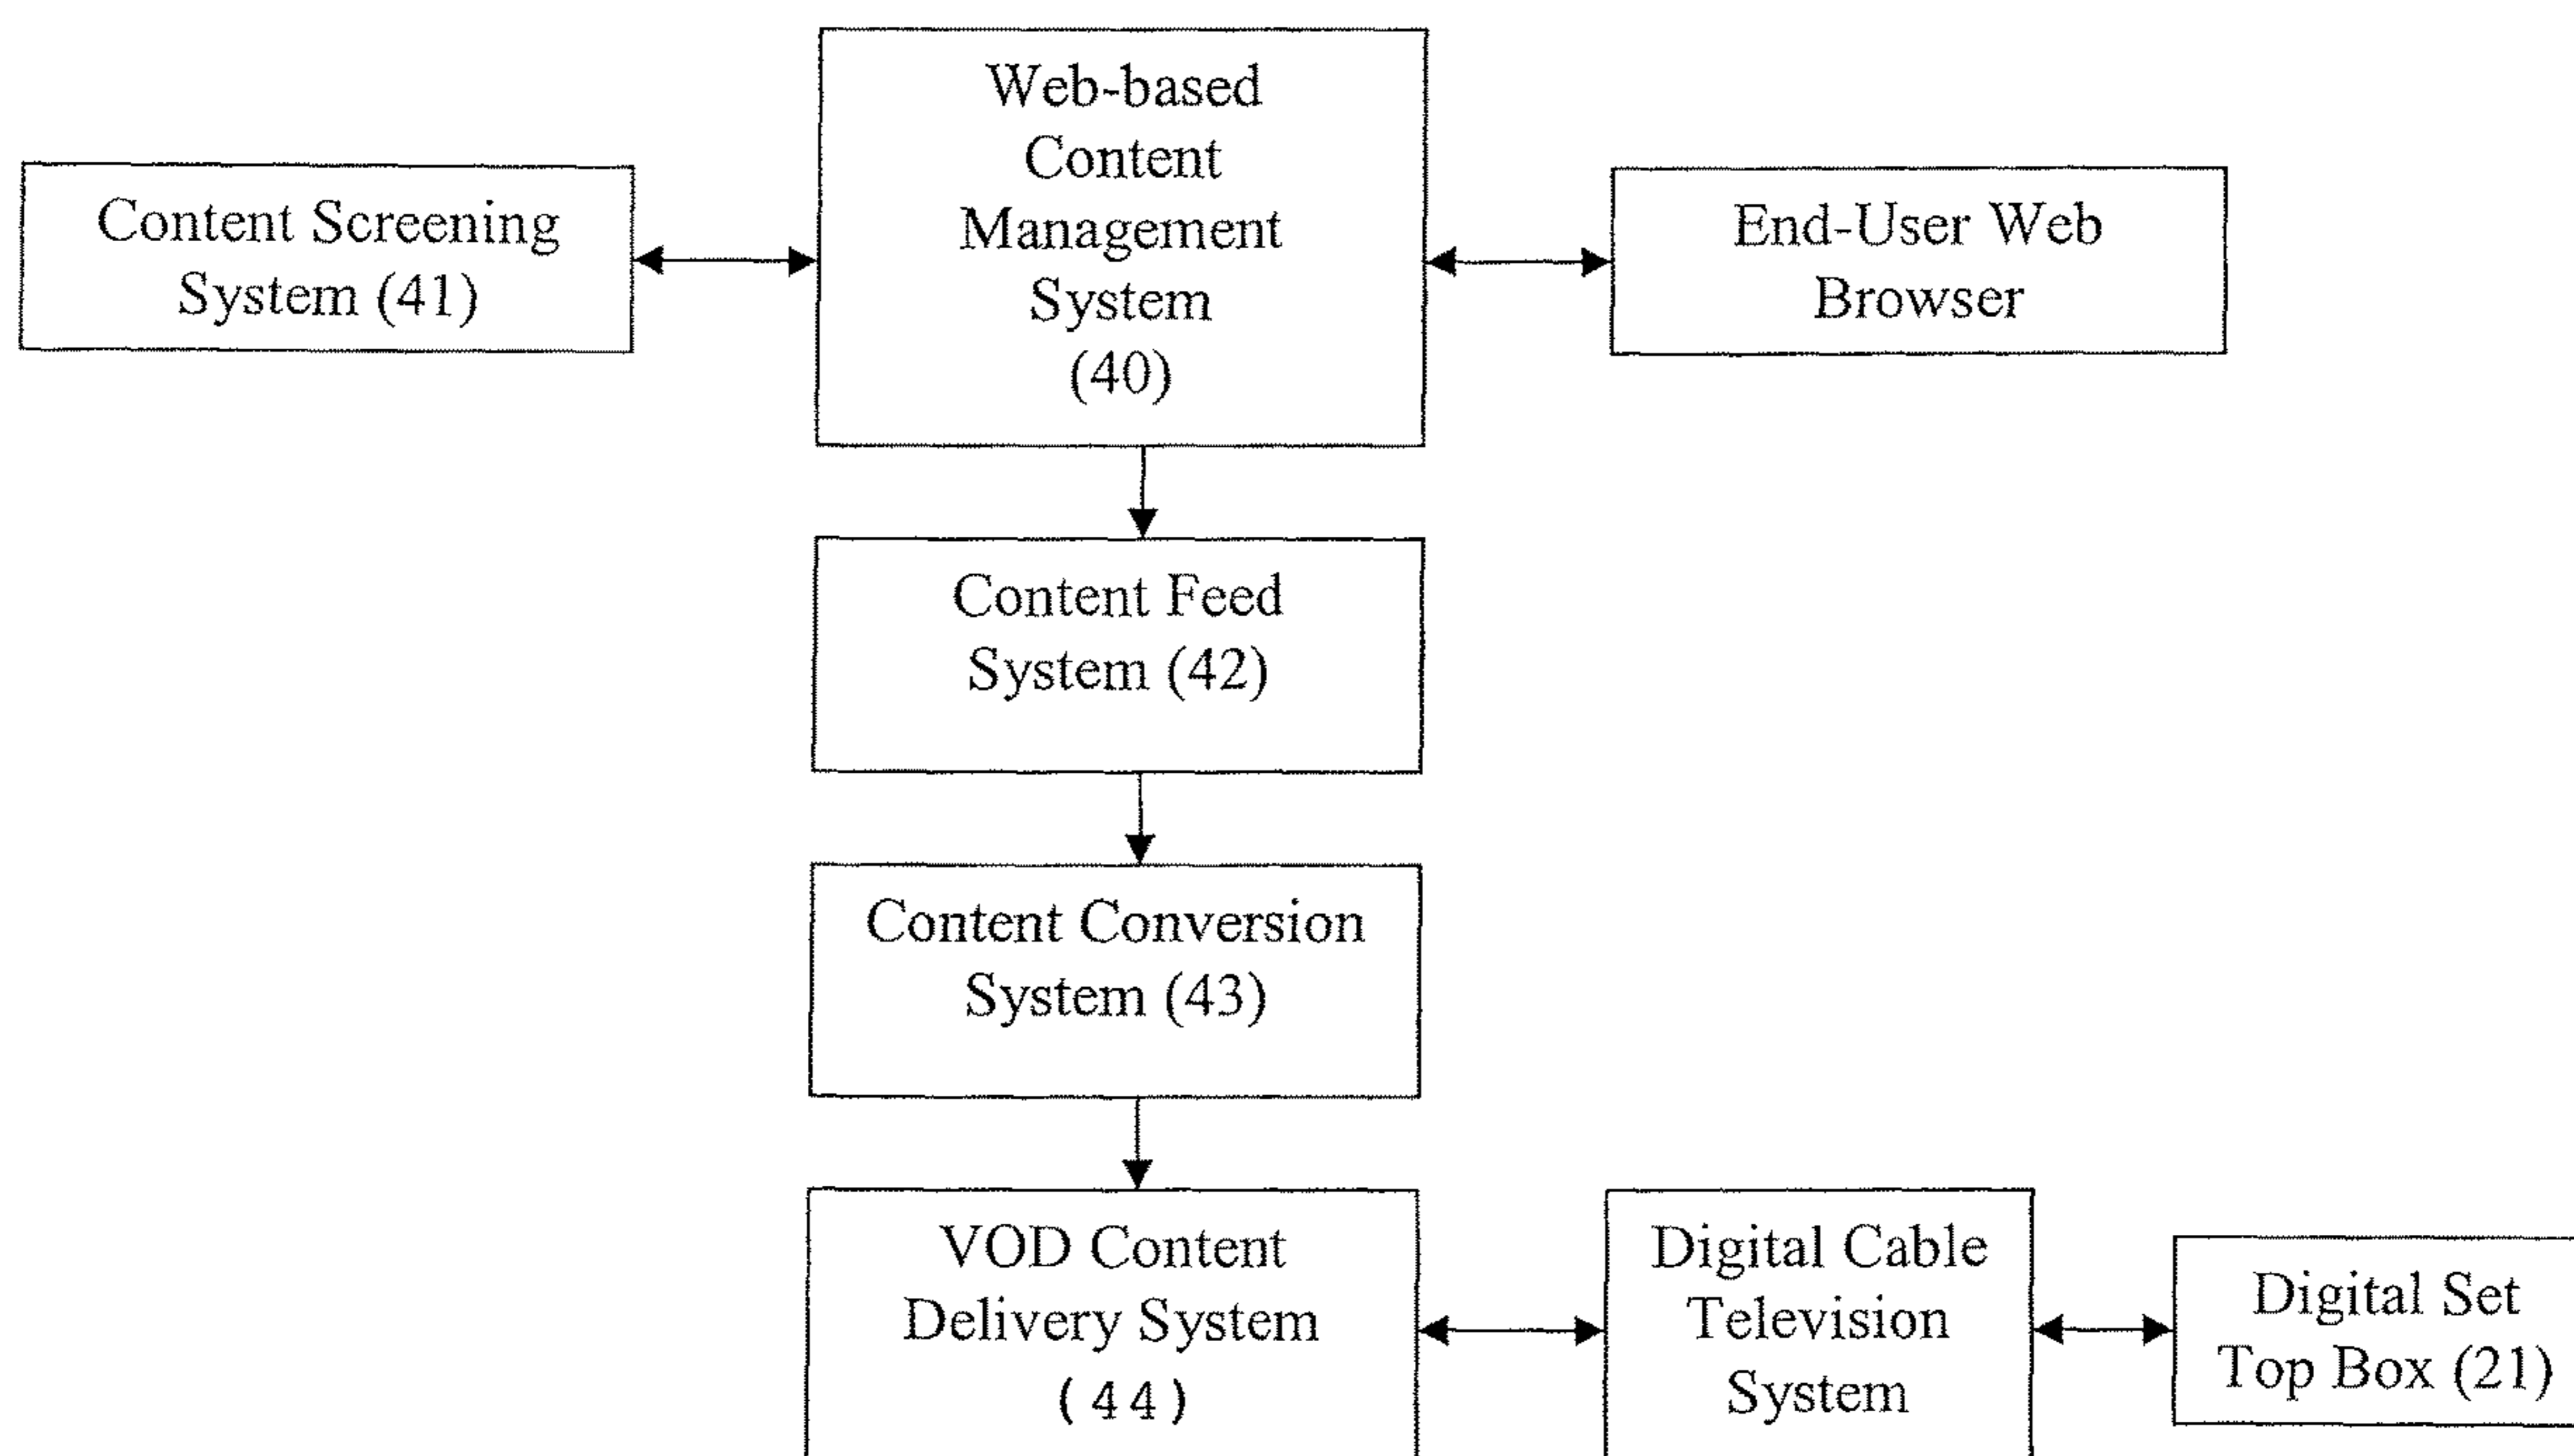 Web-based
Content
Management
System
(40)
Content Screening
System (41)
End-User Web
Browser
Content Feed
System (42)
Content Conversion
System (43)
VOD Content
Delivery System
(44)
Digital Cable
Television
System
Digital Set
Top Box (21)